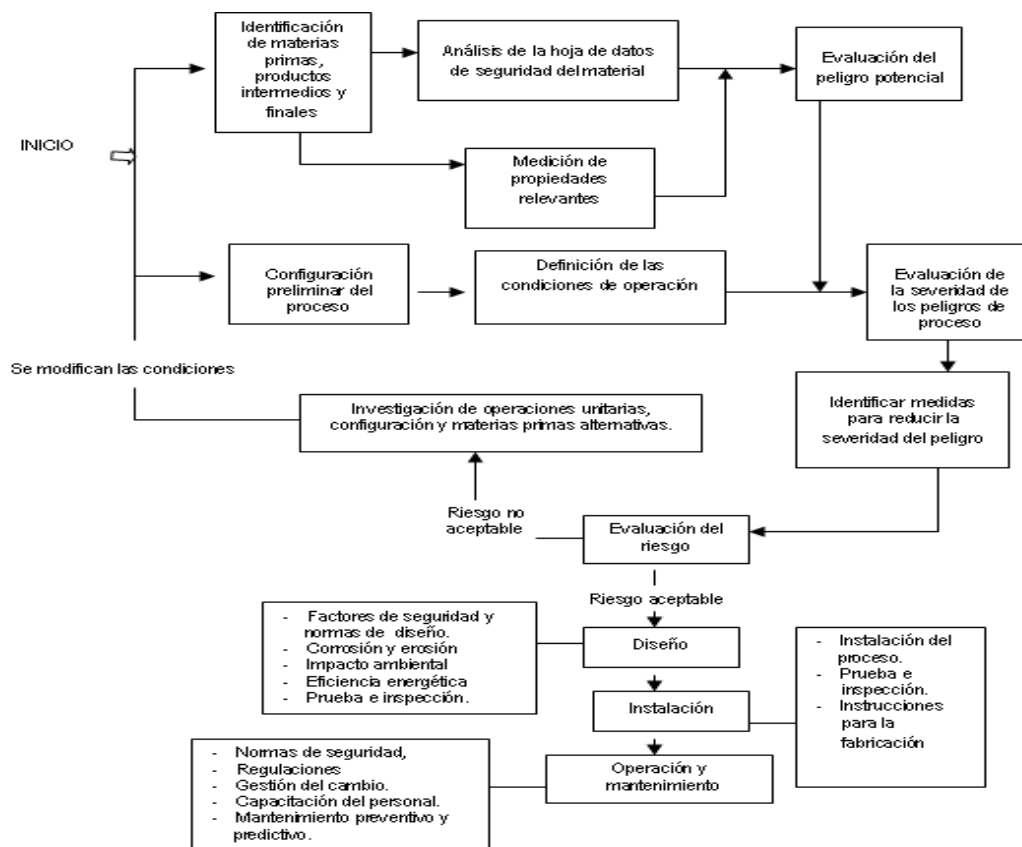 Identificación
de materias
primas,
productos
intermedios y
finales
Análisis de la hoja de datos
de seguridad del material
Evaluación del
peligro potencial
INICIO
Medición de
propiedades
relevantes
Configuración
preliminar del
proceso
Definición de las
condiciones de operación
Evaluación de
la severidad de
los peligros de
proceso
Se modifican las condiciones
Investigación de operaciones unitarias,
configuración y materias primas alternativas.
Identificar medidas
para reducir la
severidad del peligro
Riesgo no
aceptable
Evaluación del
riesgo
Riesgo aceptable
- Factores de seguridad y
normas de diseño.
- Corrosión y erosión
- Impacto ambiental
- Eficiencia energética
- Prueba e inspección.
Diseño
- Instalación del
proceso.
- Prueba e
inspección.
- Instrucciones
para la
fabricación
Instalación
- Normas de seguridad,
- Regulaciones
- Gestión del cambio.
- Capacitación del personal.
- Mantenimiento preventivo y
predictivo.
Operación y
mantenimiento